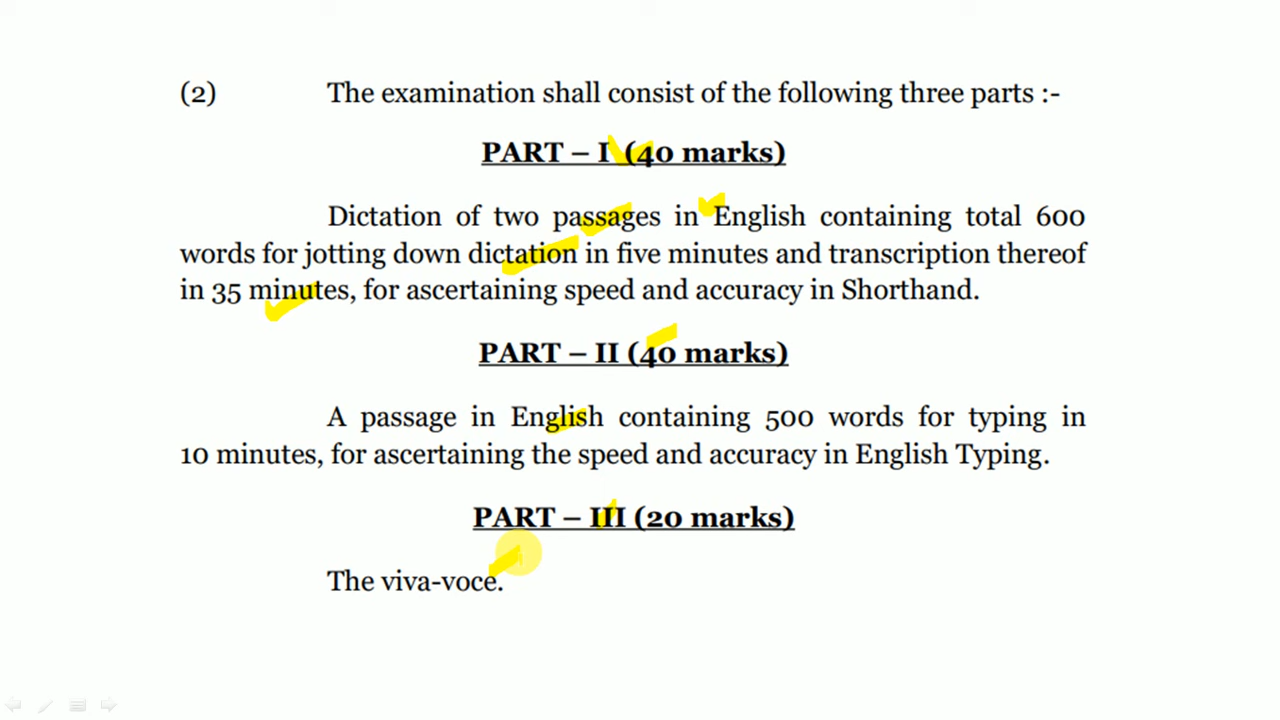 (2) The examination shall consist of the following three parts :-
PART – I (40 marks)
Dictation of two passages in English containing total 600
words for jotting down dictation in five minutes and transcription thereof
in 35 minutes, for ascertaining speed and accuracy in Shorthand.
PART – II (40 marks)
A passage in English containing 500 words for typing in
10 minutes, for ascertaining the speed and accuracy in English Typing.
PART – III (20 marks)
The viva-voce.